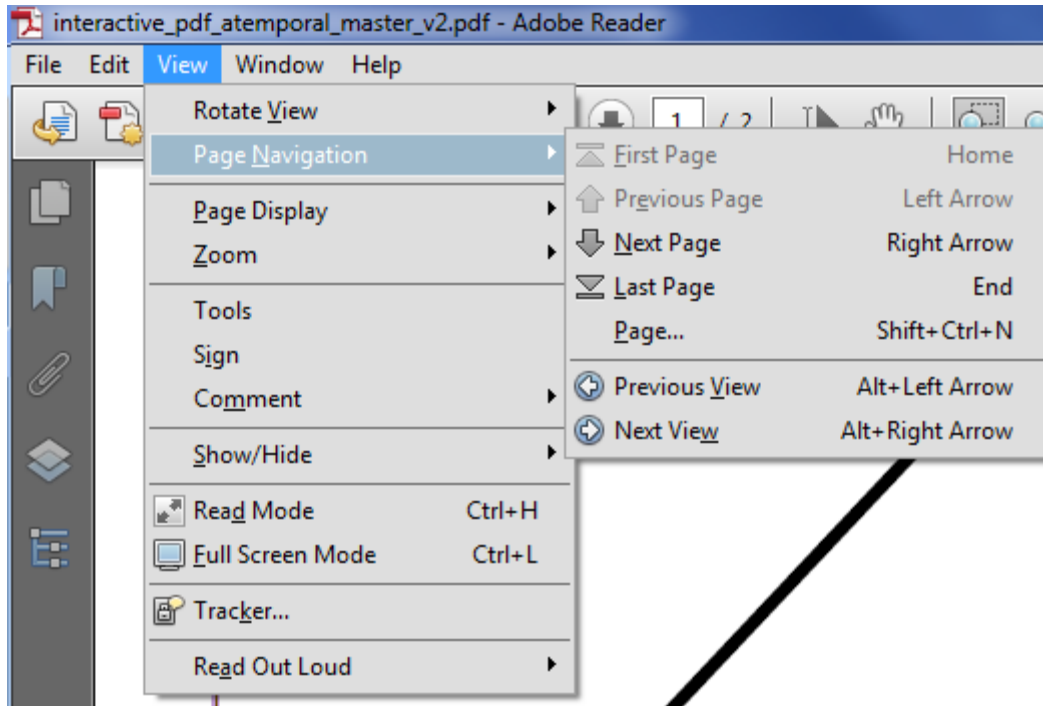 interactive_pdf_atemporal_master_v2.pdf - Adobe Reader
File Edit View Window Help
1 / 2
Rotate View
Page Navigation
Page Display
Zoom
Tools
Sign
Comment
Show/Hide
Read Mode Ctrl+H
Full Screen Mode Ctrl+L
Tracker...
Read Out Loud
First Page Home
Previous Page Left Arrow
Next Page Right Arrow
Last Page End
Page... Shift+Ctrl+N
Previous View Alt+Left Arrow
Next View Alt+Right Arrow